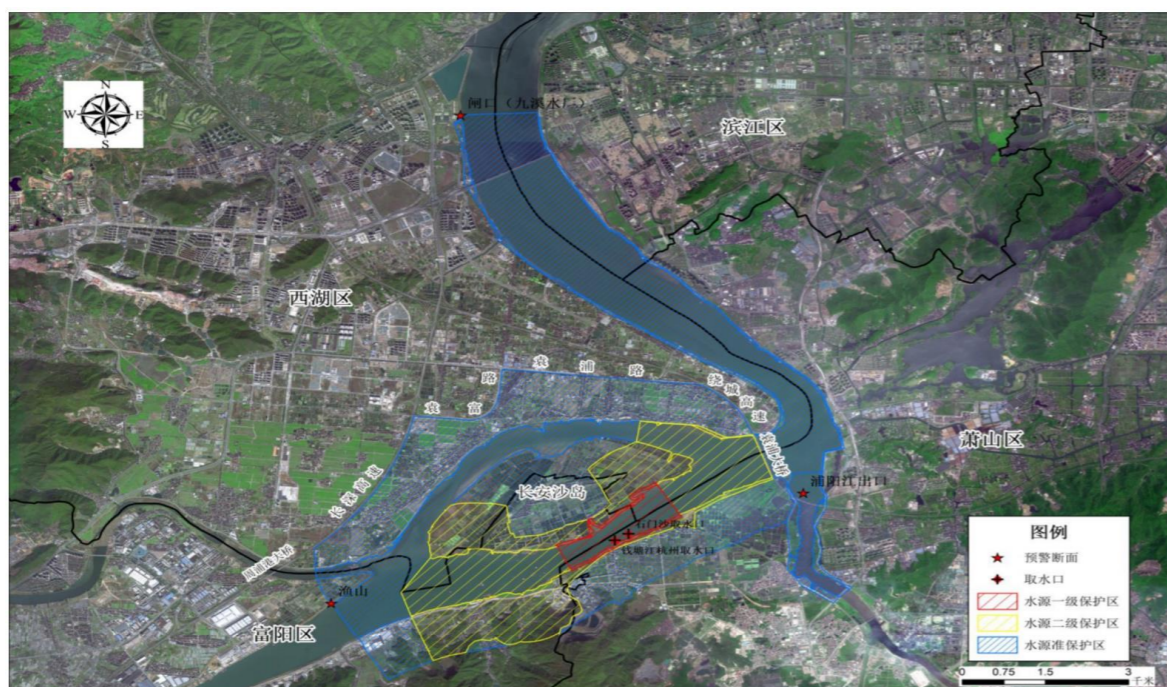 N
W E
S
闸口（九溪水厂）
滨江区
西湖区
袁浦路
袁富路
绕城高速
袁浦大桥
萧山区
长深高速
长安沙岛
浦阳江出口
石门沙取水口
钱塘江杭州取水口
渔山
富阳区
图例
预警断面
取水口
水源一级保护区
水源二级保护区
水源准保护区
0 0.75 1.5 3
千米